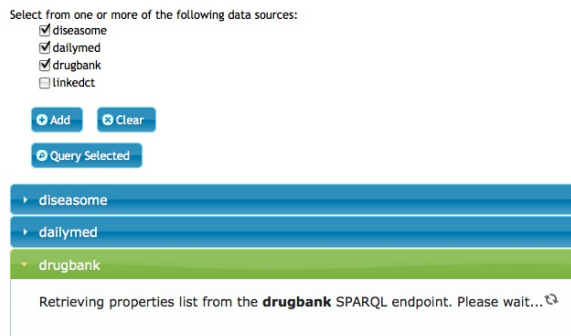 Select from one or more of the following data sources:
diseasome
dailymed
drugbank
linkedct
Add Clear
Query Selected
diseasome
dailymed
drugbank
Retrieving properties list from the drugbank SPARQL endpoint. Please wait...